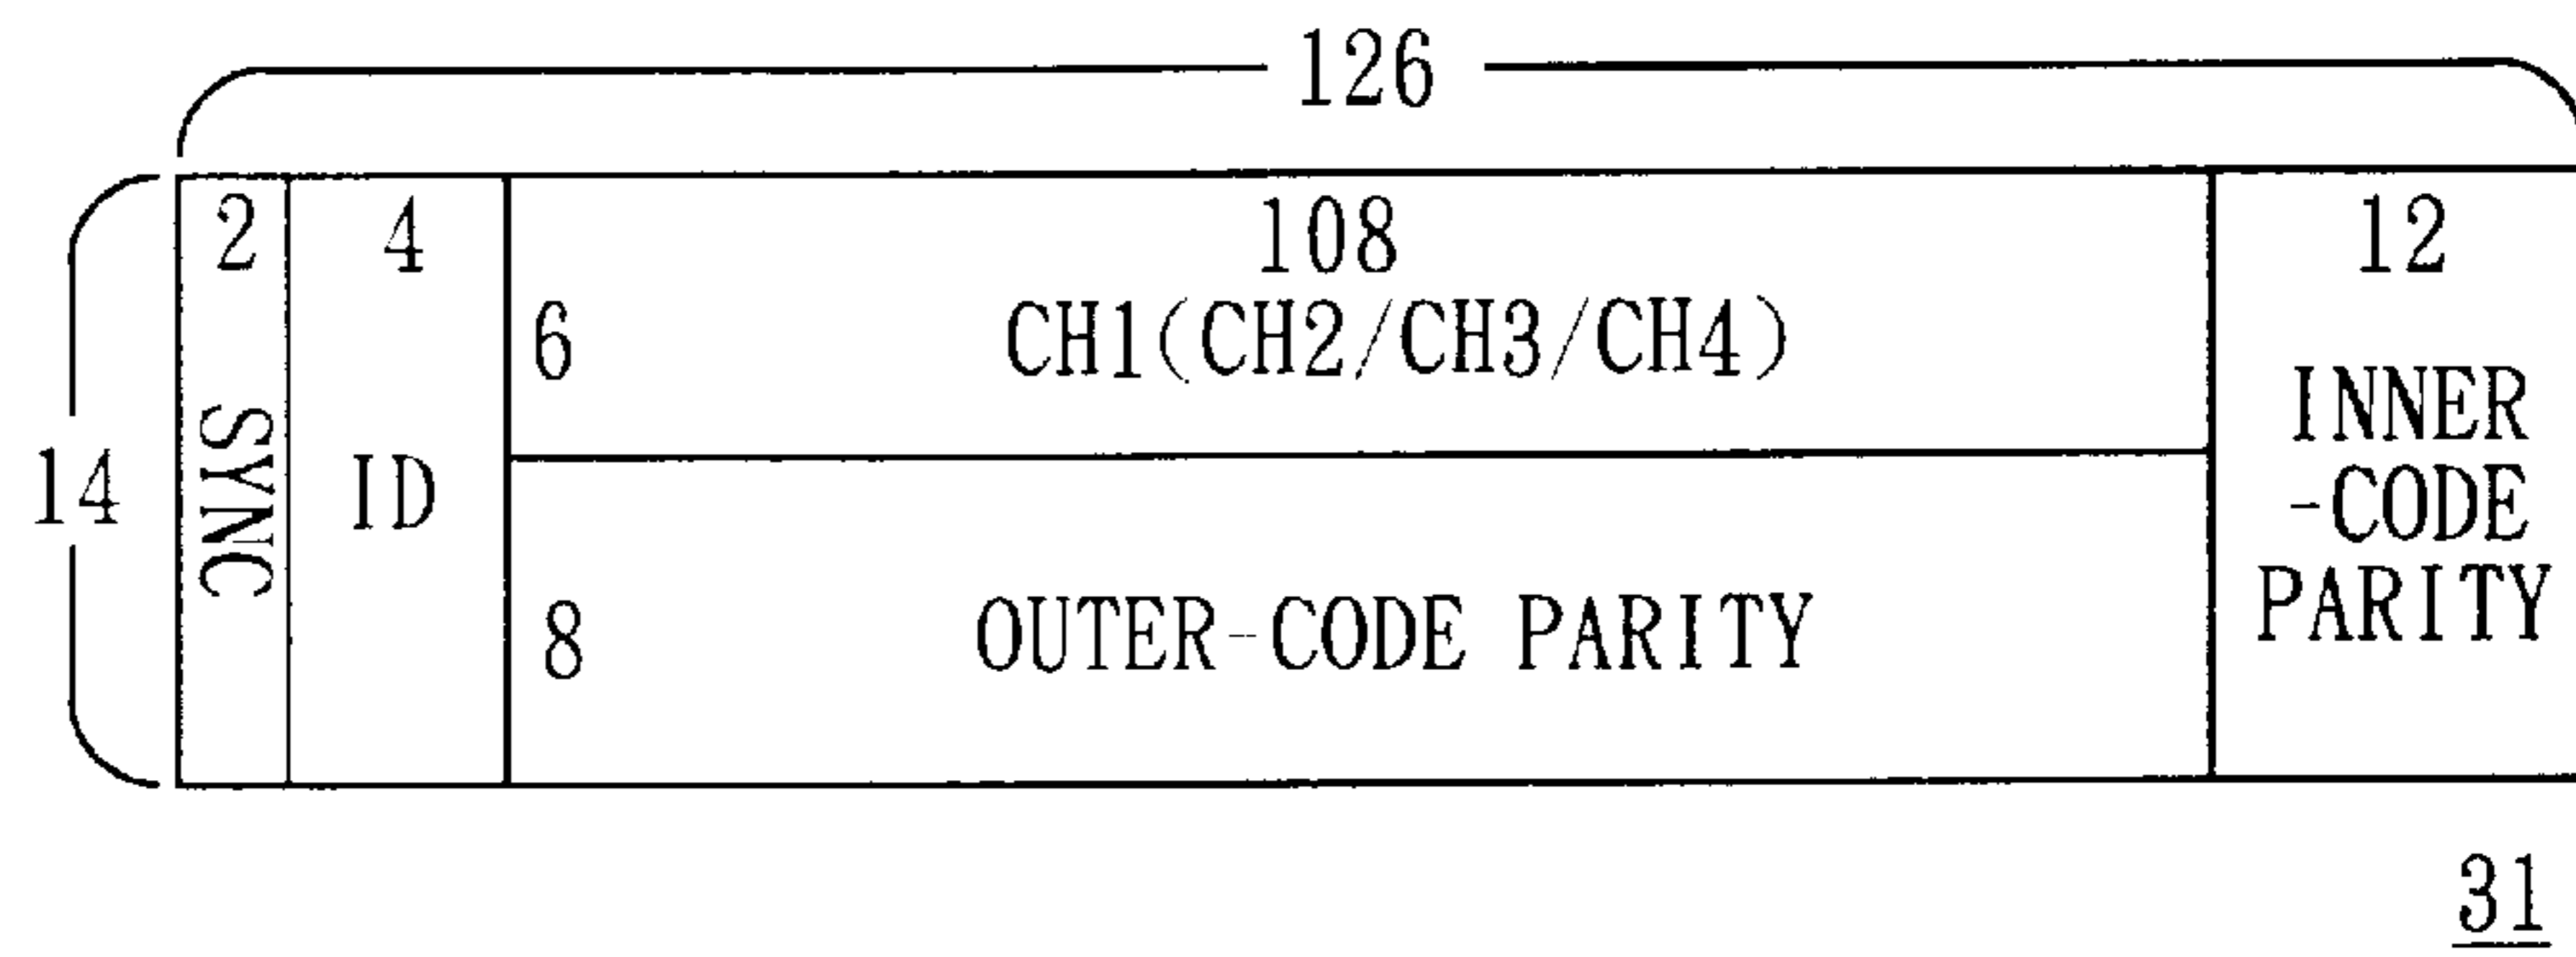 126
14
2
SYNC
4
ID
108
6
CH1(CH2/CH3/CH4)
8
OUTER-CODE PARITY
12
INNER
-CODE
PARITY
31